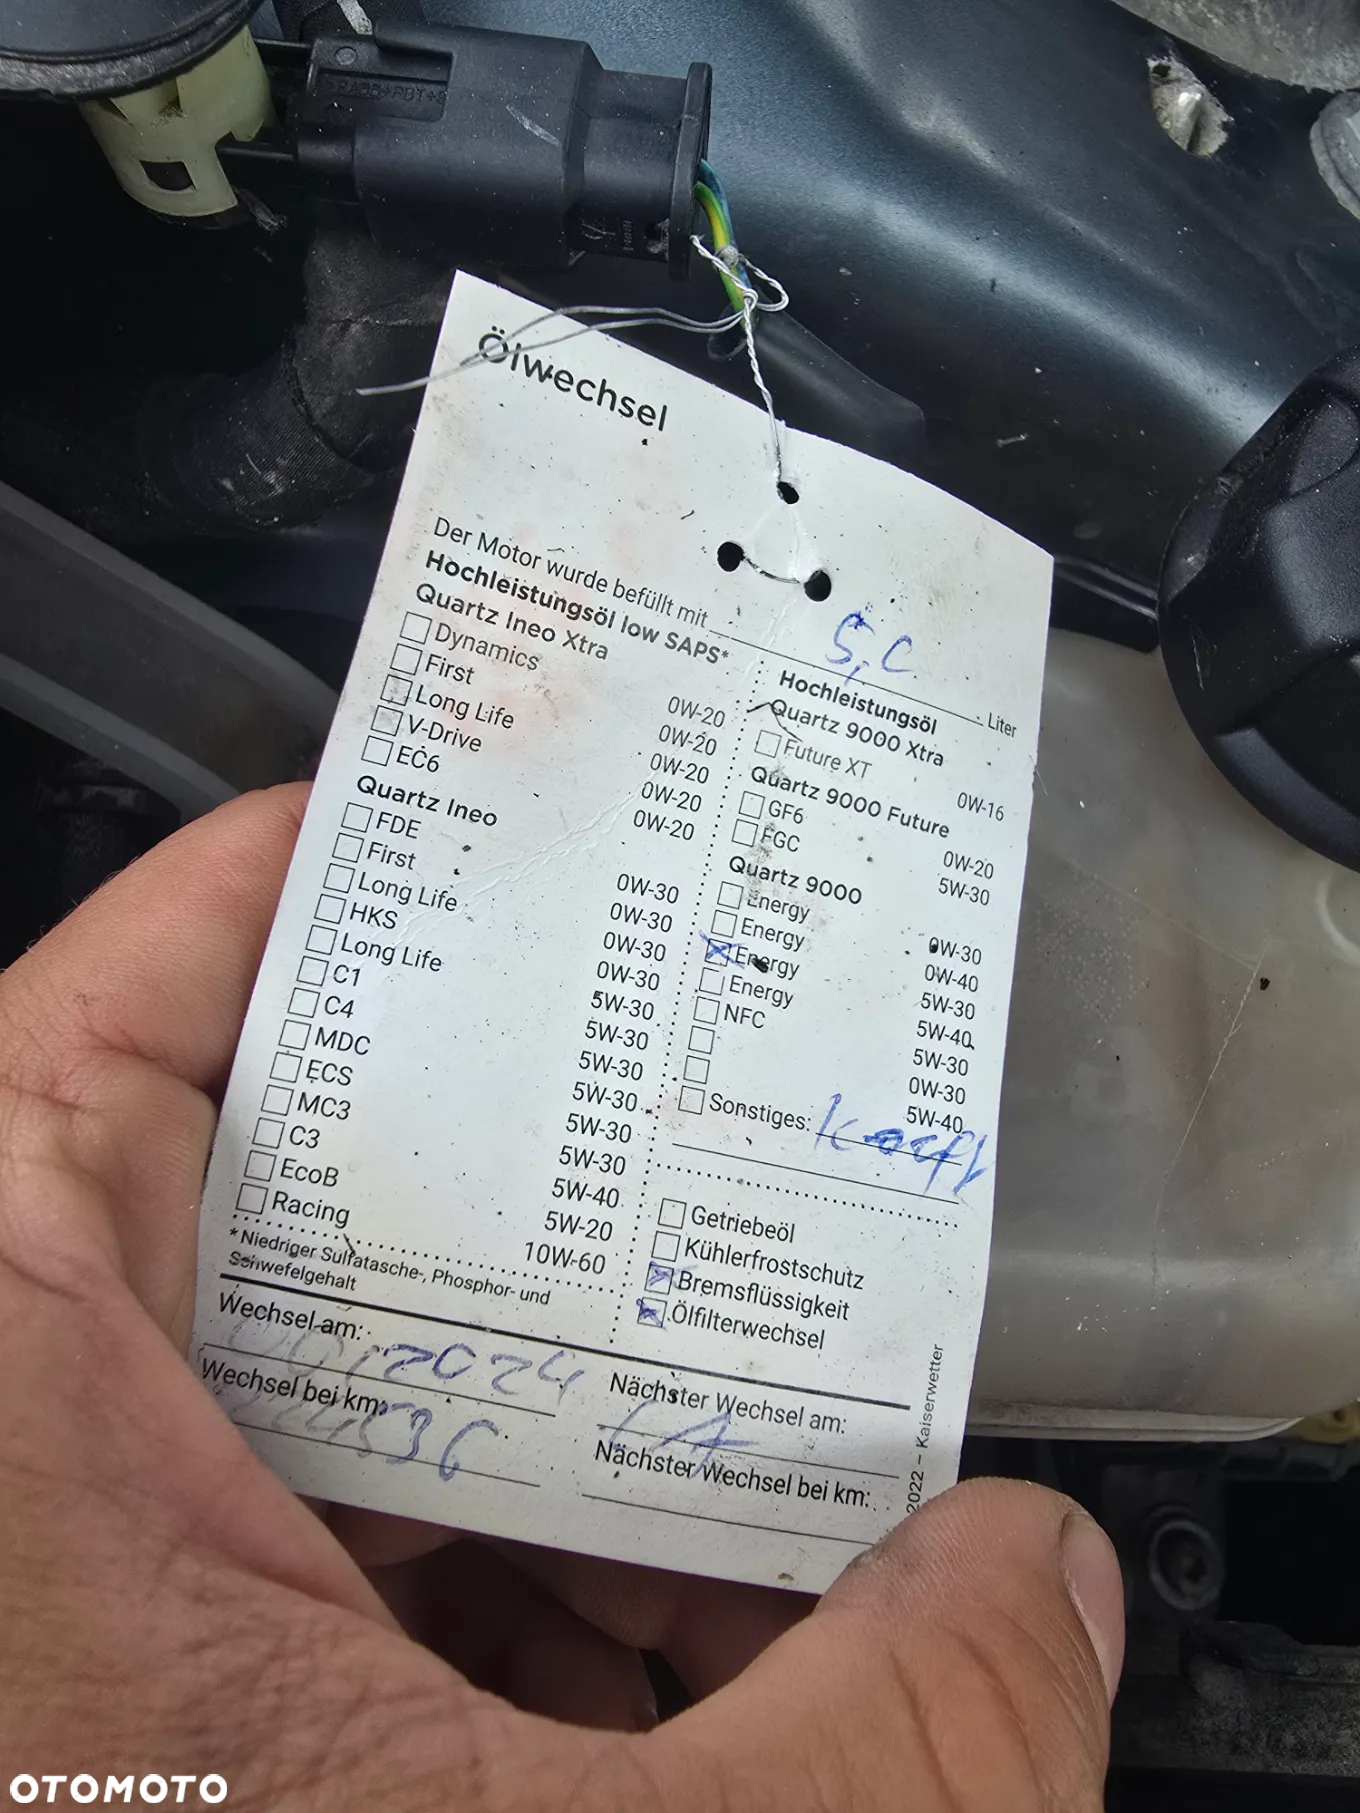 Ölwechsel
Der Motor wurde befüllt mit 5,0 Liter
Hochleistungsöl low SAPS*
Quartz Ineo Xtra
Dynamics 0W-20
First 0W-20
Long Life 0W-20
V-Drive 0W-20
EC6 0W-20
Quartz Ineo
FDE 0W-30
First 0W-30
Long Life 0W-30
HKS 0W-30
Long Life 5W-30
C1 5W-30
C4 5W-30
MDC 5W-30
ECS 5W-30
MC3 5W-30
C3 5W-40
EcoB 5W-20
Racing 10W-60
*Niedriger Sulfatasche-, Phosphor- und
Schwefelgehalt
Hochleistungsöl
Quartz 9000 Xtra
Future XT 0W-16
Quartz 9000 Future
GF6 0W-20
FGC 5W-30
Quartz 9000
Energy 0W-30
Energy 0W-40
Energy 5W-30
Energy 5W-40
NFC 5W-30
0W-30
5W-40
Sonstiges:
Getriebeöl
Kühlerfrostschutz
Bremsflüssigkeit
Ölfilterwechsel
Wechsel am: 2024
Wechsel bei km:
Nächster Wechsel am:
Nächster Wechsel bei km:
2022 – Kaiserwetter
OTOMOTO